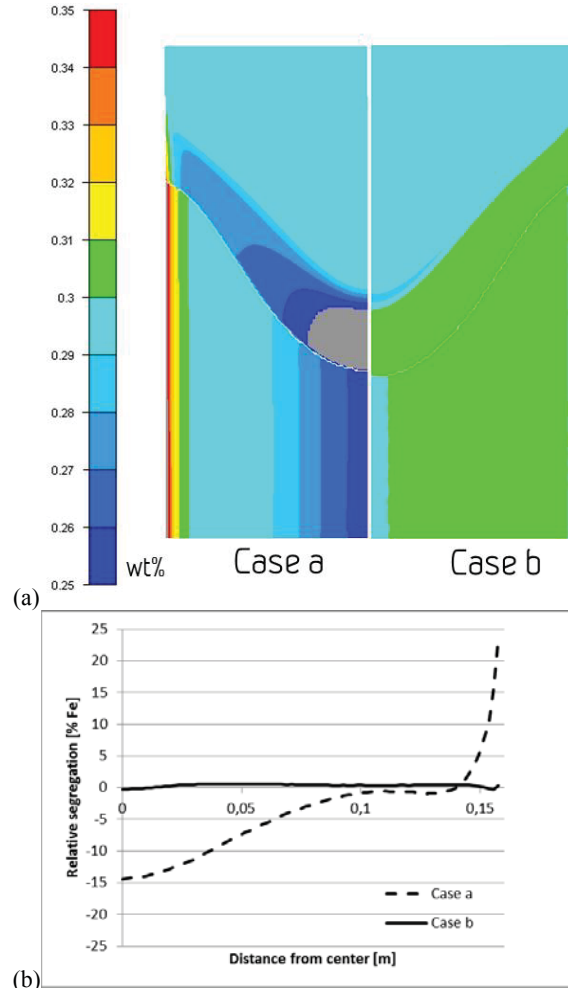 0.35
0.34
0.33
0.32
0.31
0.3
0.29
0.28
0.27
0.26
0.25
wt%
Case a
Case b
(a)
25
20
15
10
5
0
-5
-10
-15
-20
-25
Relative segregation [% Fe]
0
0,05
0,1
0,15
Case a
Case b
Distance from center [m]
(b)